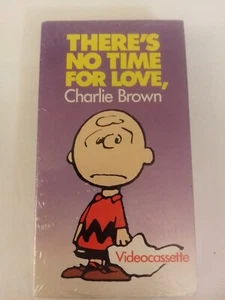 THERE'S
NO TIME
FOR LOVE,
Charlie Brown
Videocassette